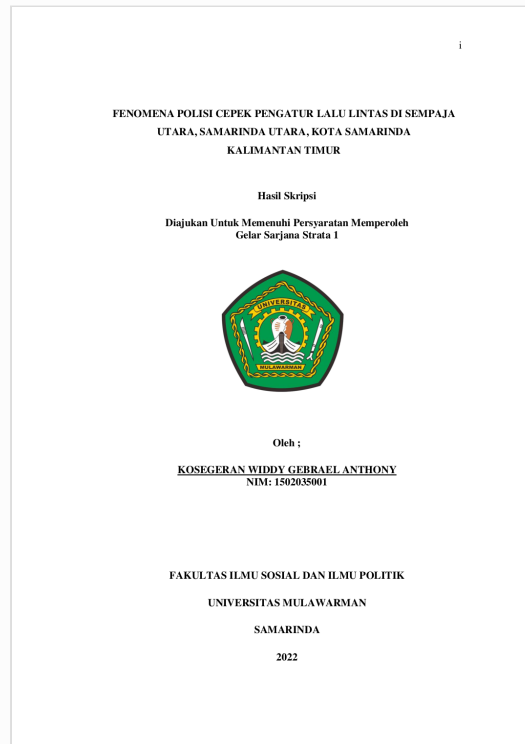 i
FENOMENA POLISI CEPEK PENGATUR LALU LINTAS DI SEMPAJA
UTARA, SAMARINDA UTARA, KOTA SAMARINDA
KALIMANTAN TIMUR
Hasil Skripsi
Diajukan Untuk Memenuhi Persyaratan Memperoleh
Gelar Sarjana Strata 1
UNIVERSITAS
MULAWARMAN
Oleh ;
KOSEGERAN WIDDY GEBRAEL ANTHONY
NIM: 1502035001
FAKULTAS ILMU SOSIAL DAN ILMU POLITIK
UNIVERSITAS MULAWARMAN
SAMARINDA
2022